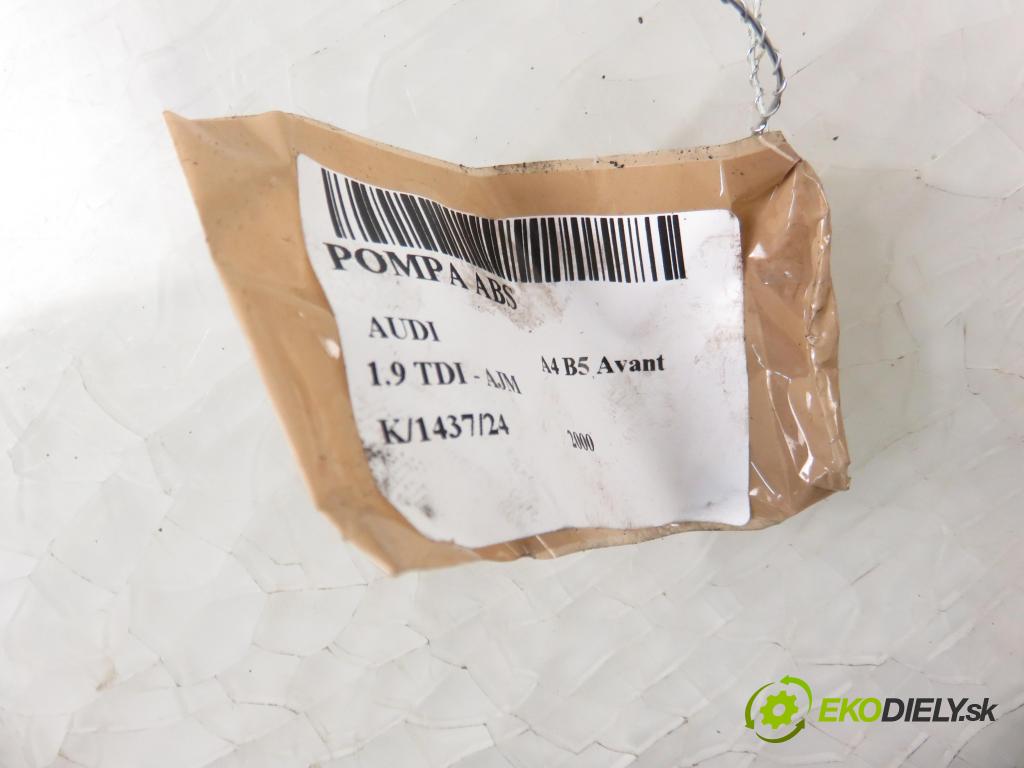 POMPA ABS
AUDI
1.9 TDI - AJM A4 B5 Avant
K/1437/24 2000
EKODIELY.sk